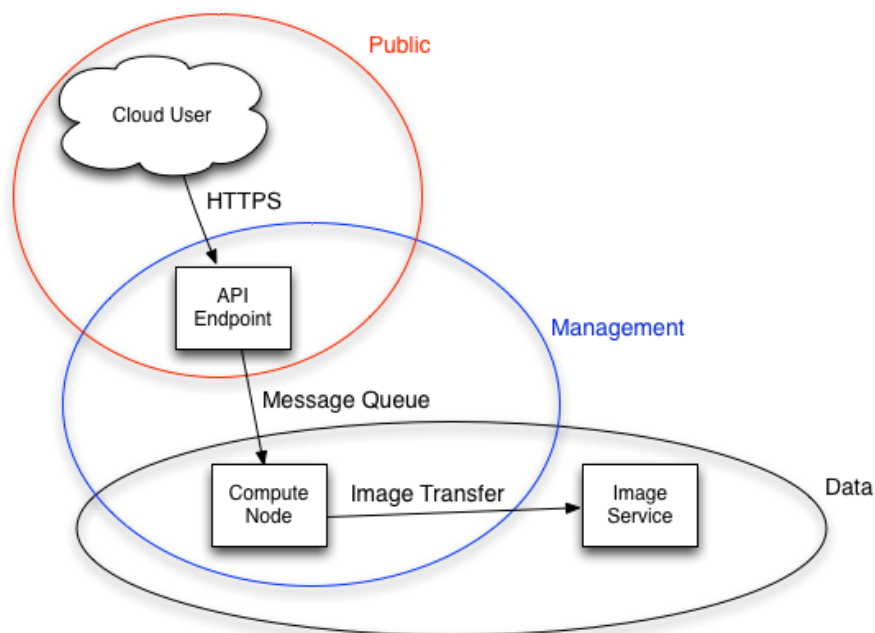 Public
Cloud User
HTTPS
API
Endpoint
Management
Message Queue
Compute
Node
Image Transfer
Image
Service
Data